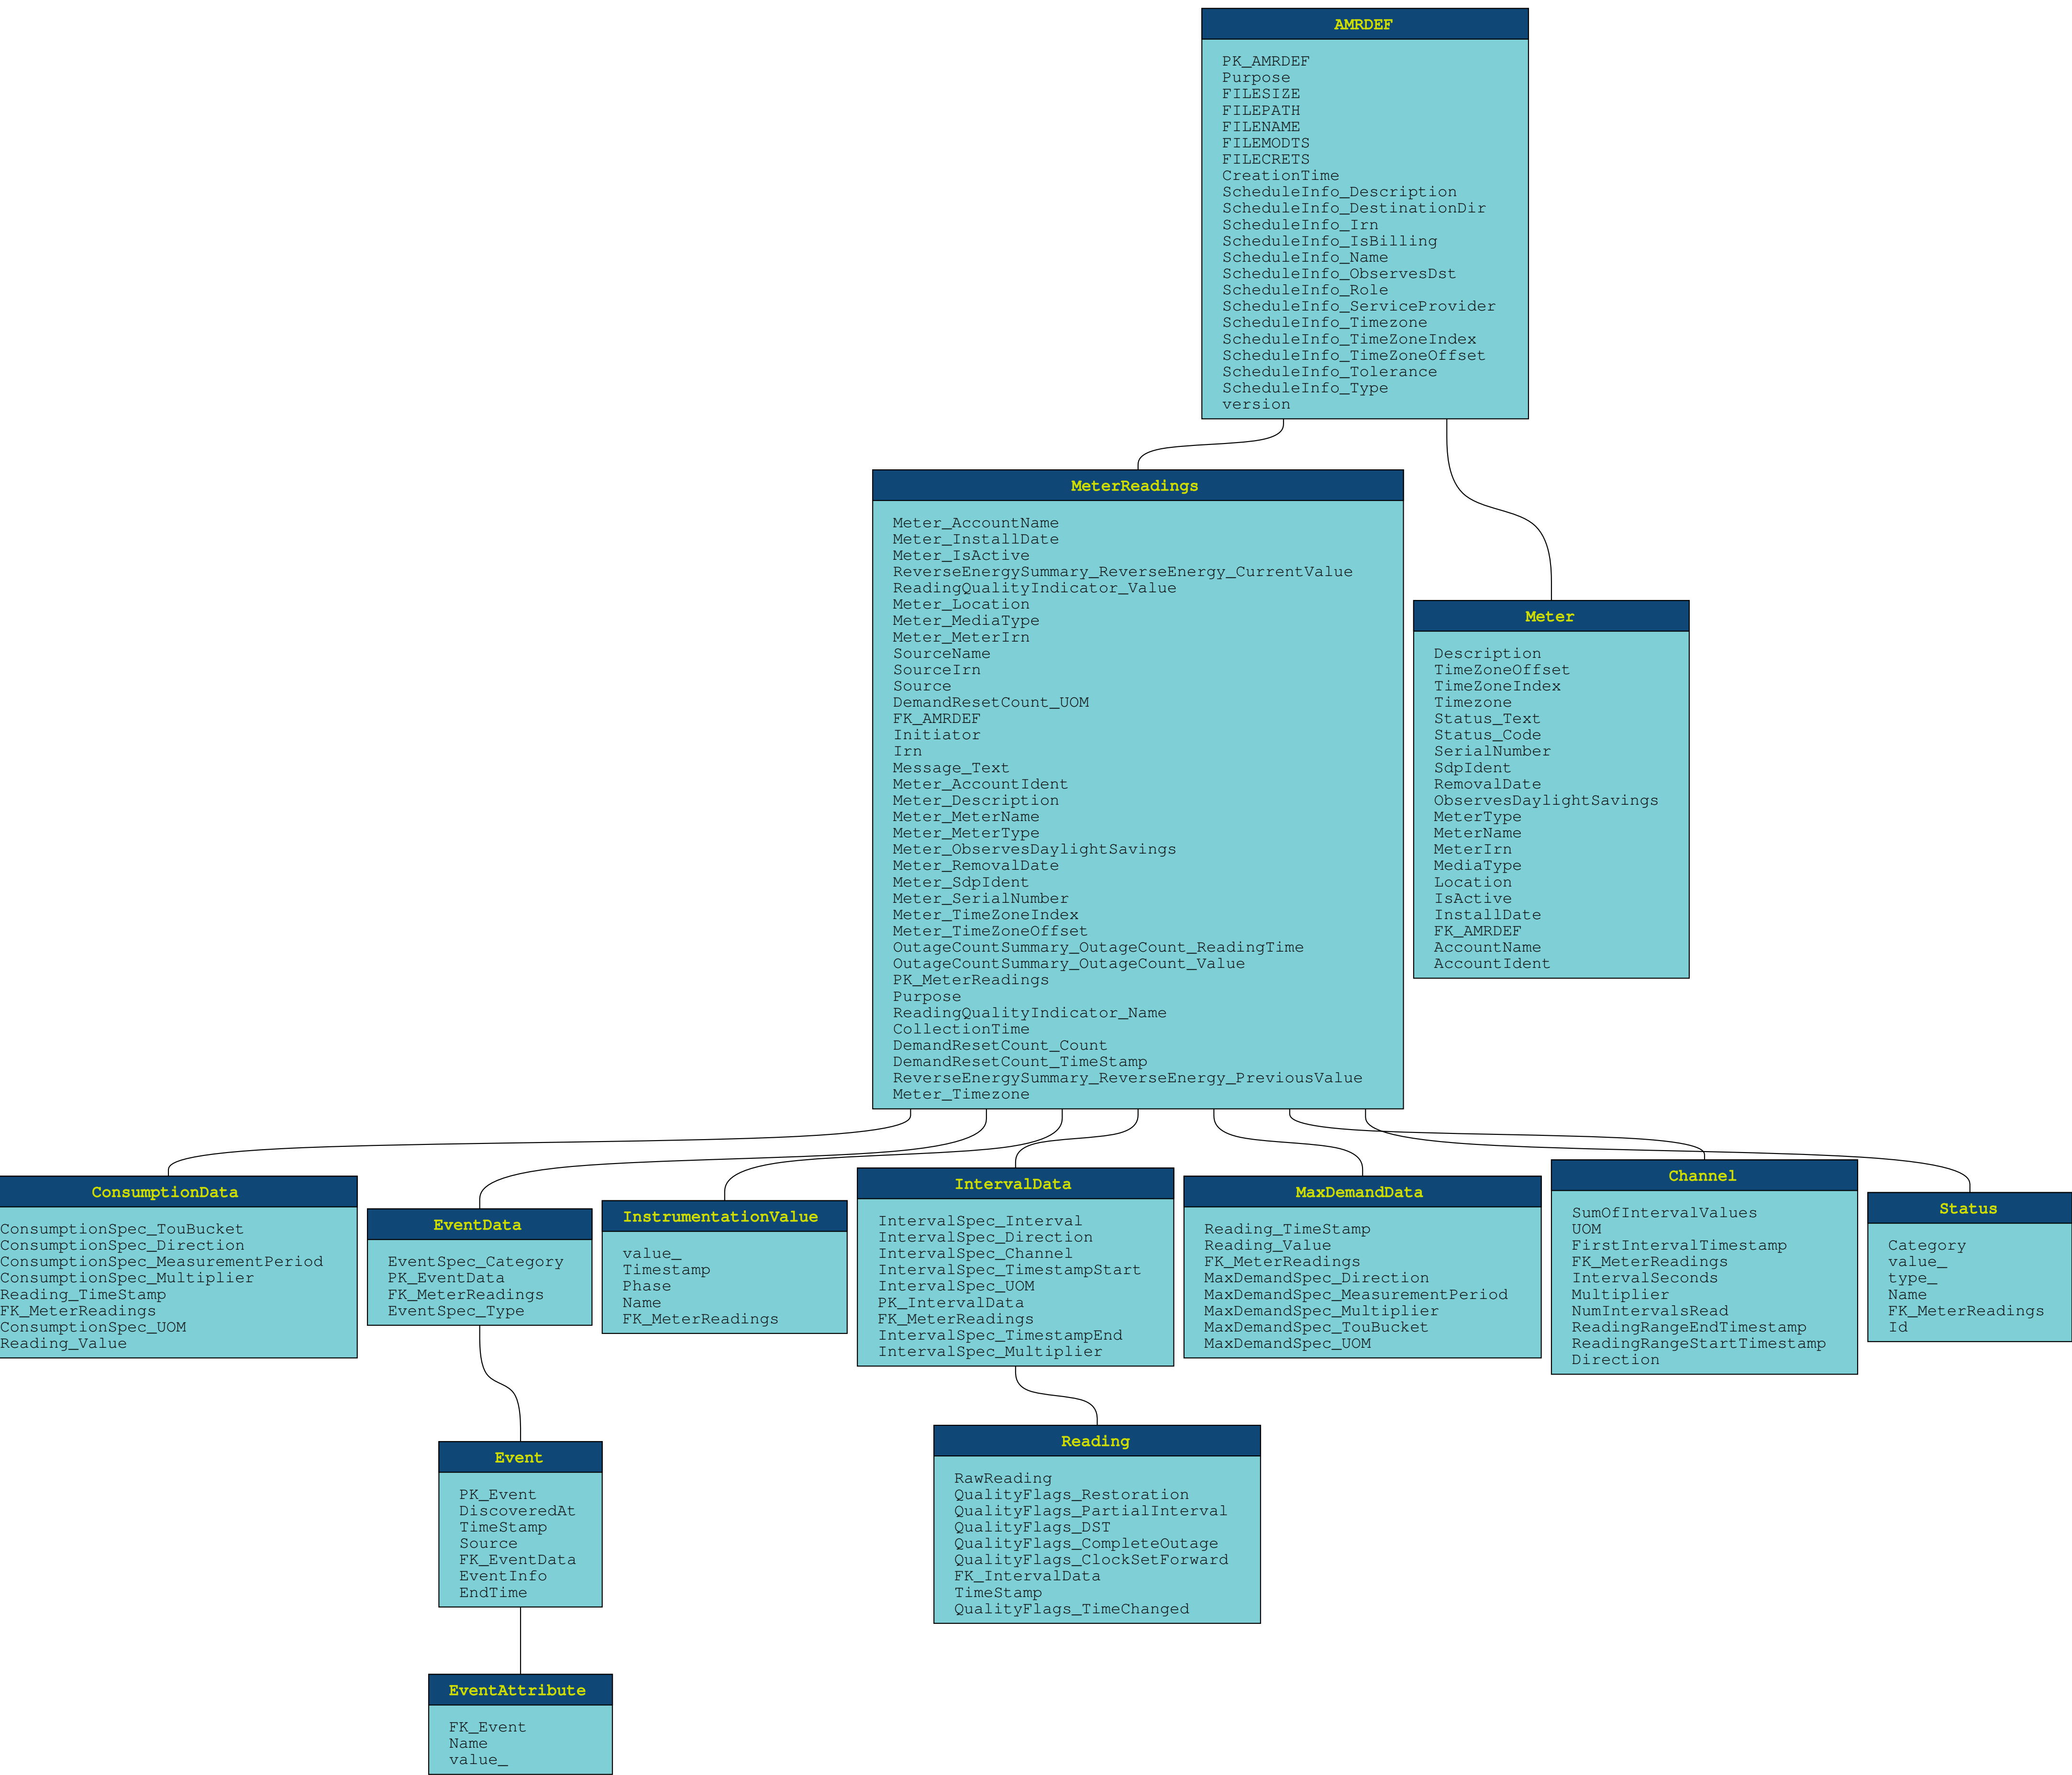 AMRDEF
PK_AMRDEF
Purpose
FILESIZE
FILEPATH
FILENAME
FILEMODTS
FILECRETS
CreationTime
ScheduleInfo_Description
ScheduleInfo_DestinationDir
ScheduleInfo_Irn
ScheduleInfo_IsBilling
ScheduleInfo_Name
ScheduleInfo_ObservesDst
ScheduleInfo_Role
ScheduleInfo_ServiceProvider
ScheduleInfo_Timezone
ScheduleInfo_TimeZoneIndex
ScheduleInfo_TimeZoneOffset
ScheduleInfo_Tolerance
ScheduleInfo_Type
version
MeterReadings
Meter_AccountName
Meter_InstallDate
Meter_IsActive
ReverseEnergySummary_ReverseEnergy_CurrentValue
ReadingQualityIndicator_Value
Meter_Location
Meter_MediaType
Meter_MeterIrn
SourceName
SourceIrn
Source
DemandResetCount_UOM
FK_AMRDEF
Initiator
Irn
Message_Text
Meter_AccountIdent
Meter_Description
Meter_MeterName
Meter_MeterType
Meter_ObservesDaylightSavings
Meter_RemovalDate
Meter_SdpIdent
Meter_SerialNumber
Meter_TimeZoneIndex
Meter_TimeZoneOffset
OutageCountSummary_OutageCount_ReadingTime
OutageCountSummary_OutageCount_Value
PK_MeterReadings
Purpose
ReadingQualityIndicator_Name
CollectionTime
DemandResetCount_Count
DemandResetCount_TimeStamp
ReverseEnergySummary_ReverseEnergy_PreviousValue
Meter_Timezone
Meter
Description
TimeZoneOffset
TimeZoneIndex
Timezone
Status_Text
Status_Code
SerialNumber
SdpIdent
RemovalDate
ObservesDaylightSavings
MeterType
MeterName
MeterIrn
MediaType
Location
IsActive
InstallDate
FK_AMRDEF
AccountName
AccountIdent
ConsumptionData
ConsumptionSpec_TouBucket
ConsumptionSpec_Direction
ConsumptionSpec_MeasurementPeriod
ConsumptionSpec_Multiplier
Reading_TimeStamp
FK_MeterReadings
ConsumptionSpec_UOM
Reading_Value
EventData
EventSpec_Category
PK_EventData
FK_MeterReadings
EventSpec_Type
InstrumentationValue
value_
Timestamp
Phase
Name
FK_MeterReadings
IntervalData
IntervalSpec_Interval
IntervalSpec_Direction
IntervalSpec_Channel
IntervalSpec_TimestampStart
IntervalSpec_UOM
PK_IntervalData
FK_MeterReadings
IntervalSpec_TimestampEnd
IntervalSpec_Multiplier
MaxDemandData
Reading_TimeStamp
Reading_Value
FK_MeterReadings
MaxDemandSpec_Direction
MaxDemandSpec_MeasurementPeriod
MaxDemandSpec_Multiplier
MaxDemandSpec_TouBucket
MaxDemandSpec_UOM
Channel
SumOfIntervalValues
UOM
FirstIntervalTimestamp
FK_MeterReadings
IntervalSeconds
Multiplier
NumIntervalsRead
ReadingRangeEndTimestamp
ReadingRangeStartTimestamp
Direction
Status
Category
value_
type_
Name
FK_MeterReadings
Id
Event
PK_Event
DiscoveredAt
TimeStamp
Source
FK_EventData
EventInfo
EndTime
Reading
RawReading
QualityFlags_Restoration
QualityFlags_PartialInterval
QualityFlags_DST
QualityFlags_CompleteOutage
QualityFlags_ClockSetForward
FK_IntervalData
TimeStamp
QualityFlags_TimeChanged
EventAttribute
FK_Event
Name
value_